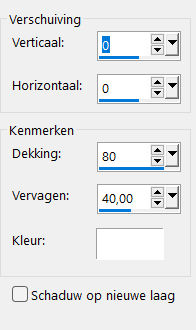 Verschuiving
Verticaal: 0
Horizontaal: 0
Kenmerken
Dekking: 80
Vervagen: 40,00
Kleur:
Schaduw op nieuwe laag